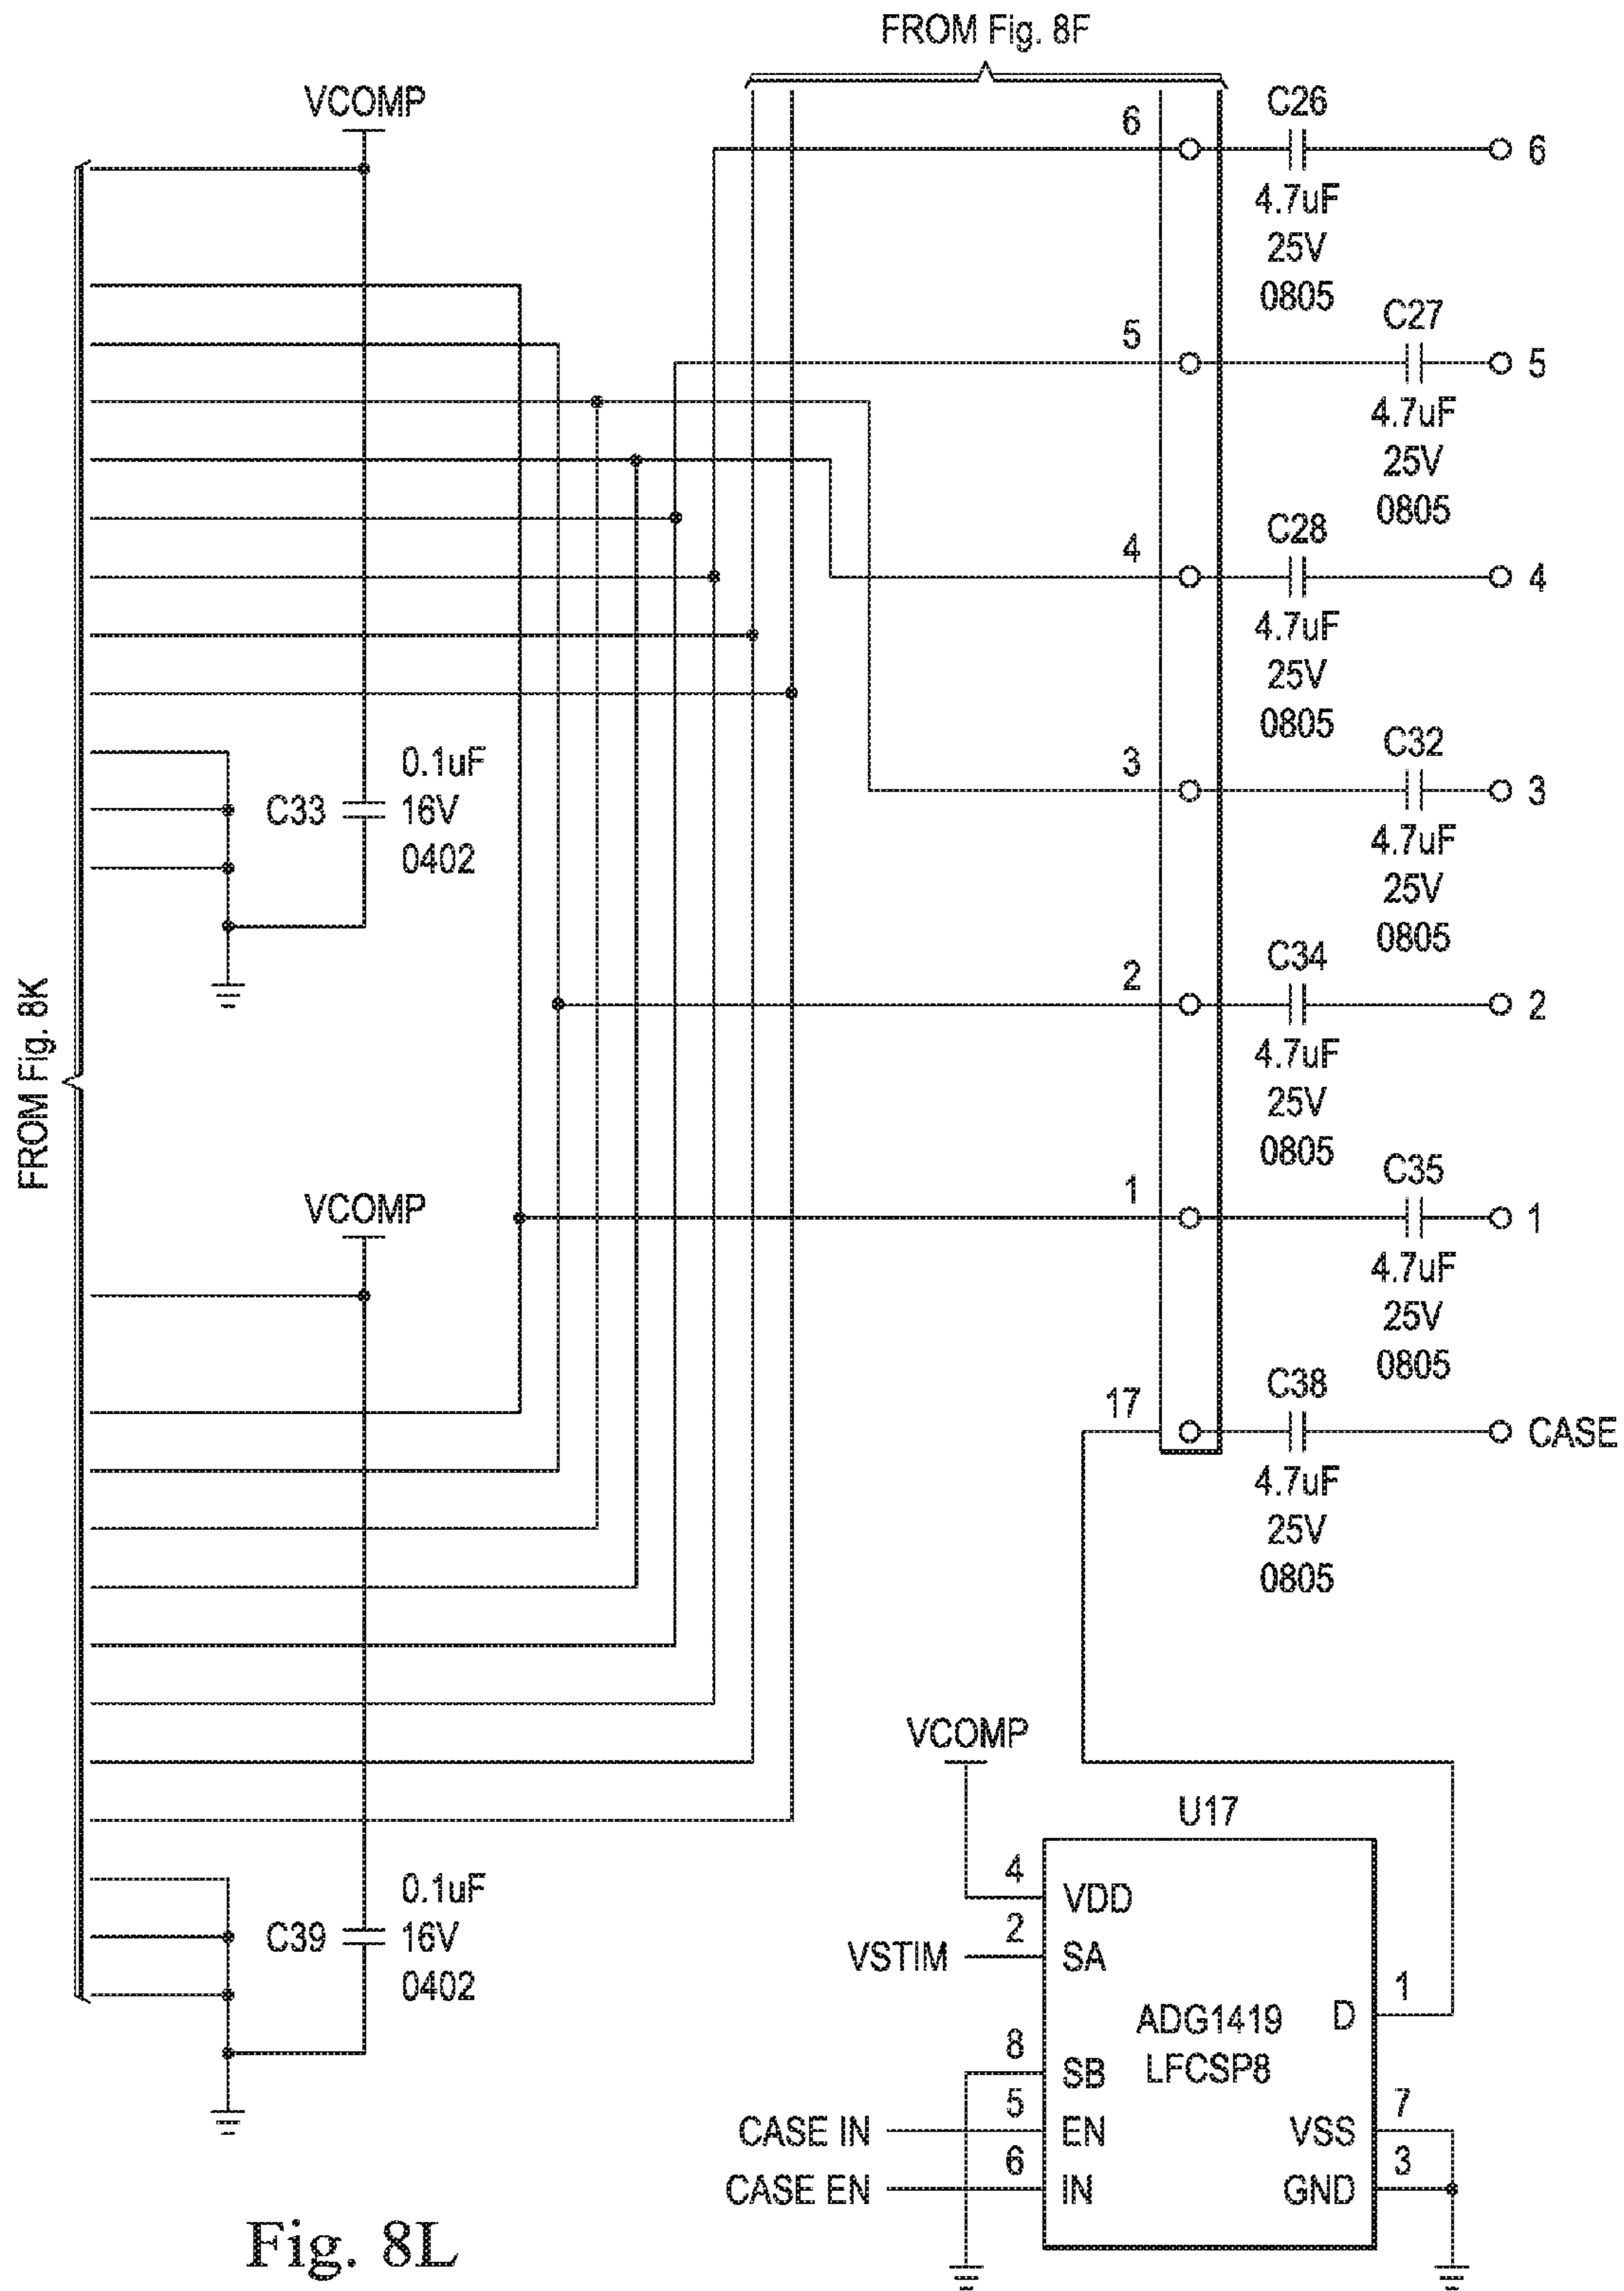 FROM Fig. 8F
VCOMP
6
C26
6
4.7uF
25V
0805
5
C27
5
4.7uF
25V
0805
4
C28
4
4.7uF
25V
0805
3
C32
3
4.7uF
25V
0805
C33
0.1uF
16V
0402
2
C34
2
4.7uF
25V
0805
FROM Fig. 8K
1
C35
1
4.7uF
25V
0805
VCOMP
17
C38
CASE
4.7uF
25V
0805
C39
0.1uF
16V
0402
VCOMP
U17
4
VDD
2
VSTIM
SA
ADG1419
LFCSP8
1
D
8
SB
5
CASE IN
EN
6
CASE EN
IN
7
VSS
3
GND
Fig. 8L